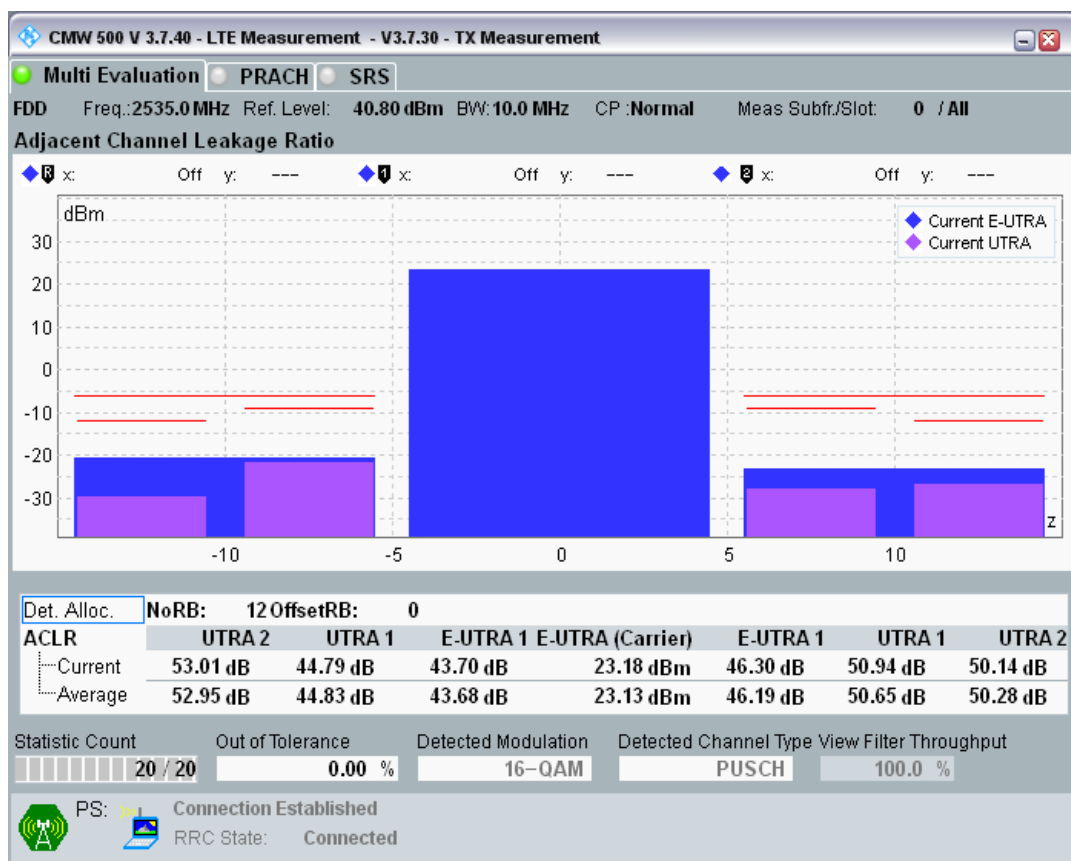 CMW 500 V 3.7.40 - LTE Measurement - V3.7.30 - TX Measurement
Multi Evaluation PRACH SRS
FDD Freq.:2535.0 MHz Ref. Level: 40.80 dBm BW:10.0 MHz CP :Normal Meas Subfr./Slot: 0 / All
Adjacent Channel Leakage Ratio
R x: Off y: --- 1 x: Off y: --- 2 x: Off y: ---
dBm
Current E-UTRA
Current UTRA
30
20
10
0
-10
-20
-30
z
-10 -5 0 5 10
Det. Alloc. NoRB: 12 OffsetRB: 0
ACLR UTRA 2 UTRA 1 E-UTRA 1 E-UTRA (Carrier) E-UTRA 1 UTRA 1 UTRA 2
Current 53.01 dB 44.79 dB 43.70 dB 23.18 dBm 46.30 dB 50.94 dB 50.14 dB
Average 52.95 dB 44.83 dB 43.68 dB 23.13 dBm 46.19 dB 50.65 dB 50.28 dB
Statistic Count Out of Tolerance Detected Modulation Detected Channel Type View Filter Throughput
20 / 20 0.00 % 16-QAM PUSCH 100.0 %
PS: Connection Established
RRC State: Connected